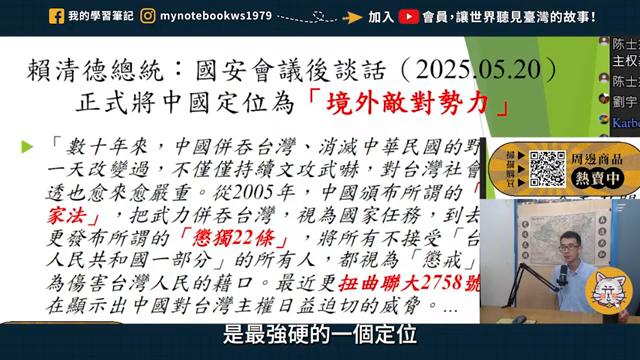 我的學習筆記 mynotebookws1979 加入 會員,讓世界聽見臺灣的故事!
賴清德總統：國安會議後談話（2025.05.20）
正式將中國定位為「境外敵對勢力」
「數十年來，中國併吞台灣、消滅中華民國的野
一天改變過，不僅僅持續文攻武嚇，對台灣社會
透也愈來愈嚴重。從2005年，中國頒布所謂的「
家法」，把武力併吞台灣，視為國家任務，到去
更發布所謂的「懲獨22條」，將所有不接受「台
人民共和國一部分」的所有人，都視為「懲戒」
為傷害台灣人民的藉口。最近更扭曲聯大2758號
在顯示出中國對台灣主權日益迫切的威脅。…
陈士
主权
陈士
劉宇
Karbo
掃描購買
周邊商品
熱賣中
是最強硬的一個定位